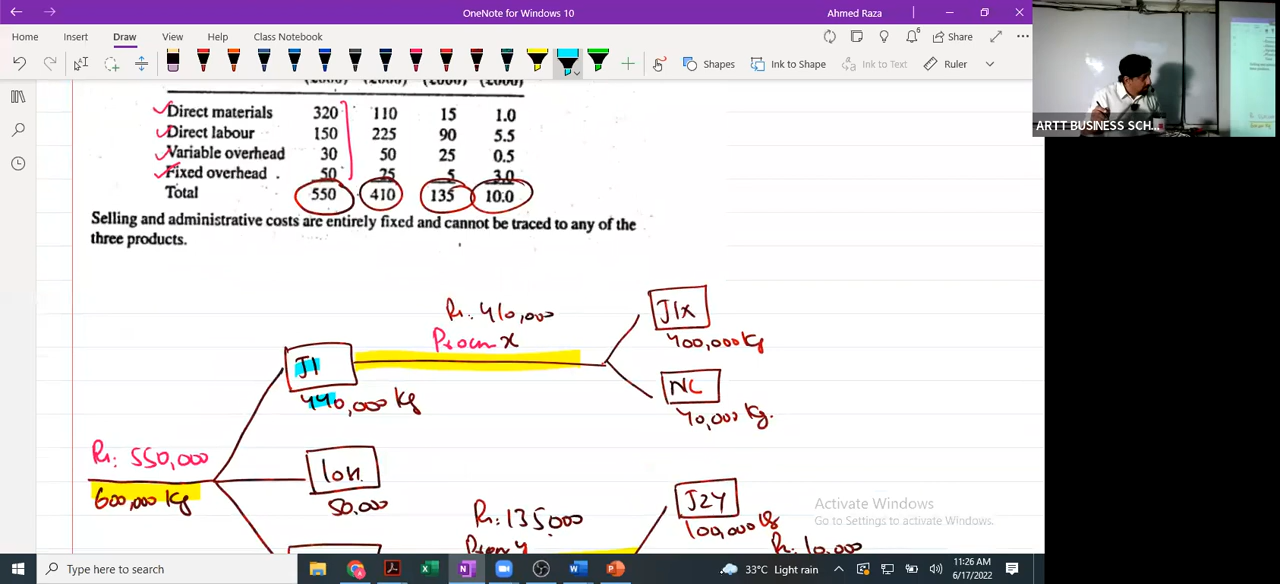 OneNote for Windows 10
Ahmed Raza
Home Insert Draw View Help Class Notebook
Share
Shapes Ink to Shape Ink to Text Ruler
(£000) (£000) (£000) (£000)
Direct materials 320 110 15 1.0
Direct labour 150 225 90 5.5
Variable overhead 30 50 25 0.5
Fixed overhead . 50 25 5 3.0
Total 550 410 135 10.0
Selling and administrative costs are entirely fixed and cannot be traced to any of the
three products.
ARTT BUSINESS SCH...
Rs: 410,000
Process X
J1X
400,000 Kg
J1
440,000 Kg
NC
40,000 Kg.
Rs: 550,000
600,000 Kg
loss.
50,000
Rs: 135,000
Process Y
J2Y
100,000 Kg
Rs: 10,000
Activate Windows
Go to Settings to activate Windows.
Type here to search
33°C Light rain
11:26 AM
6/17/2022